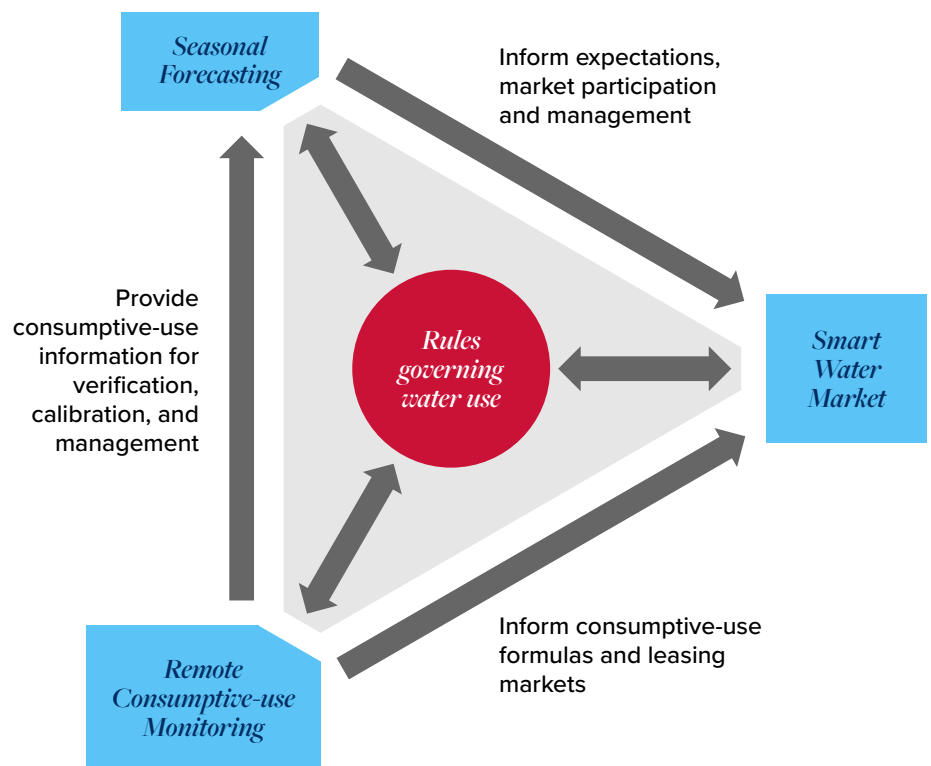 Seasonal
Forecasting
Inform expectations,
market participation
and management
Provide
consumptive-use
information for
verification,
calibration, and
management
Rules
governing
water use
Smart
Water
Market
Inform consumptive-use
formulas and leasing
markets
Remote
Consumptive-use
Monitoring